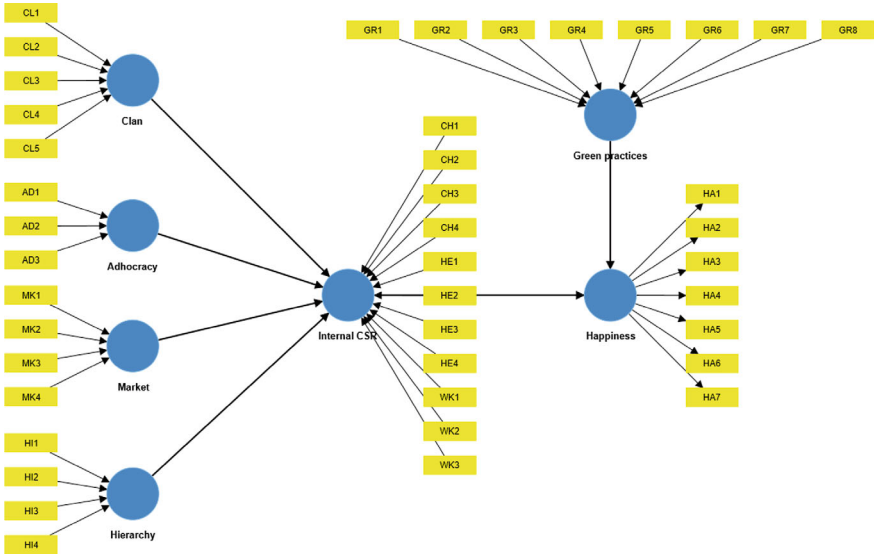 CL1
CL2
CL3
CL4
CL5
Clan
AD1
AD2
AD3
Adhocracy
MK1
MK2
MK3
MK4
Market
HI1
HI2
HI3
HI4
Hierarchy
CH1
CH2
CH3
CH4
HE1
HE2
HE3
HE4
WK1
WK2
WK3
Internal CSR
GR1 GR2 GR3 GR4 GR5 GR6 GR7 GR8
Green practices
HA1
HA2
HA3
HA4
HA5
HA6
HA7
Happiness